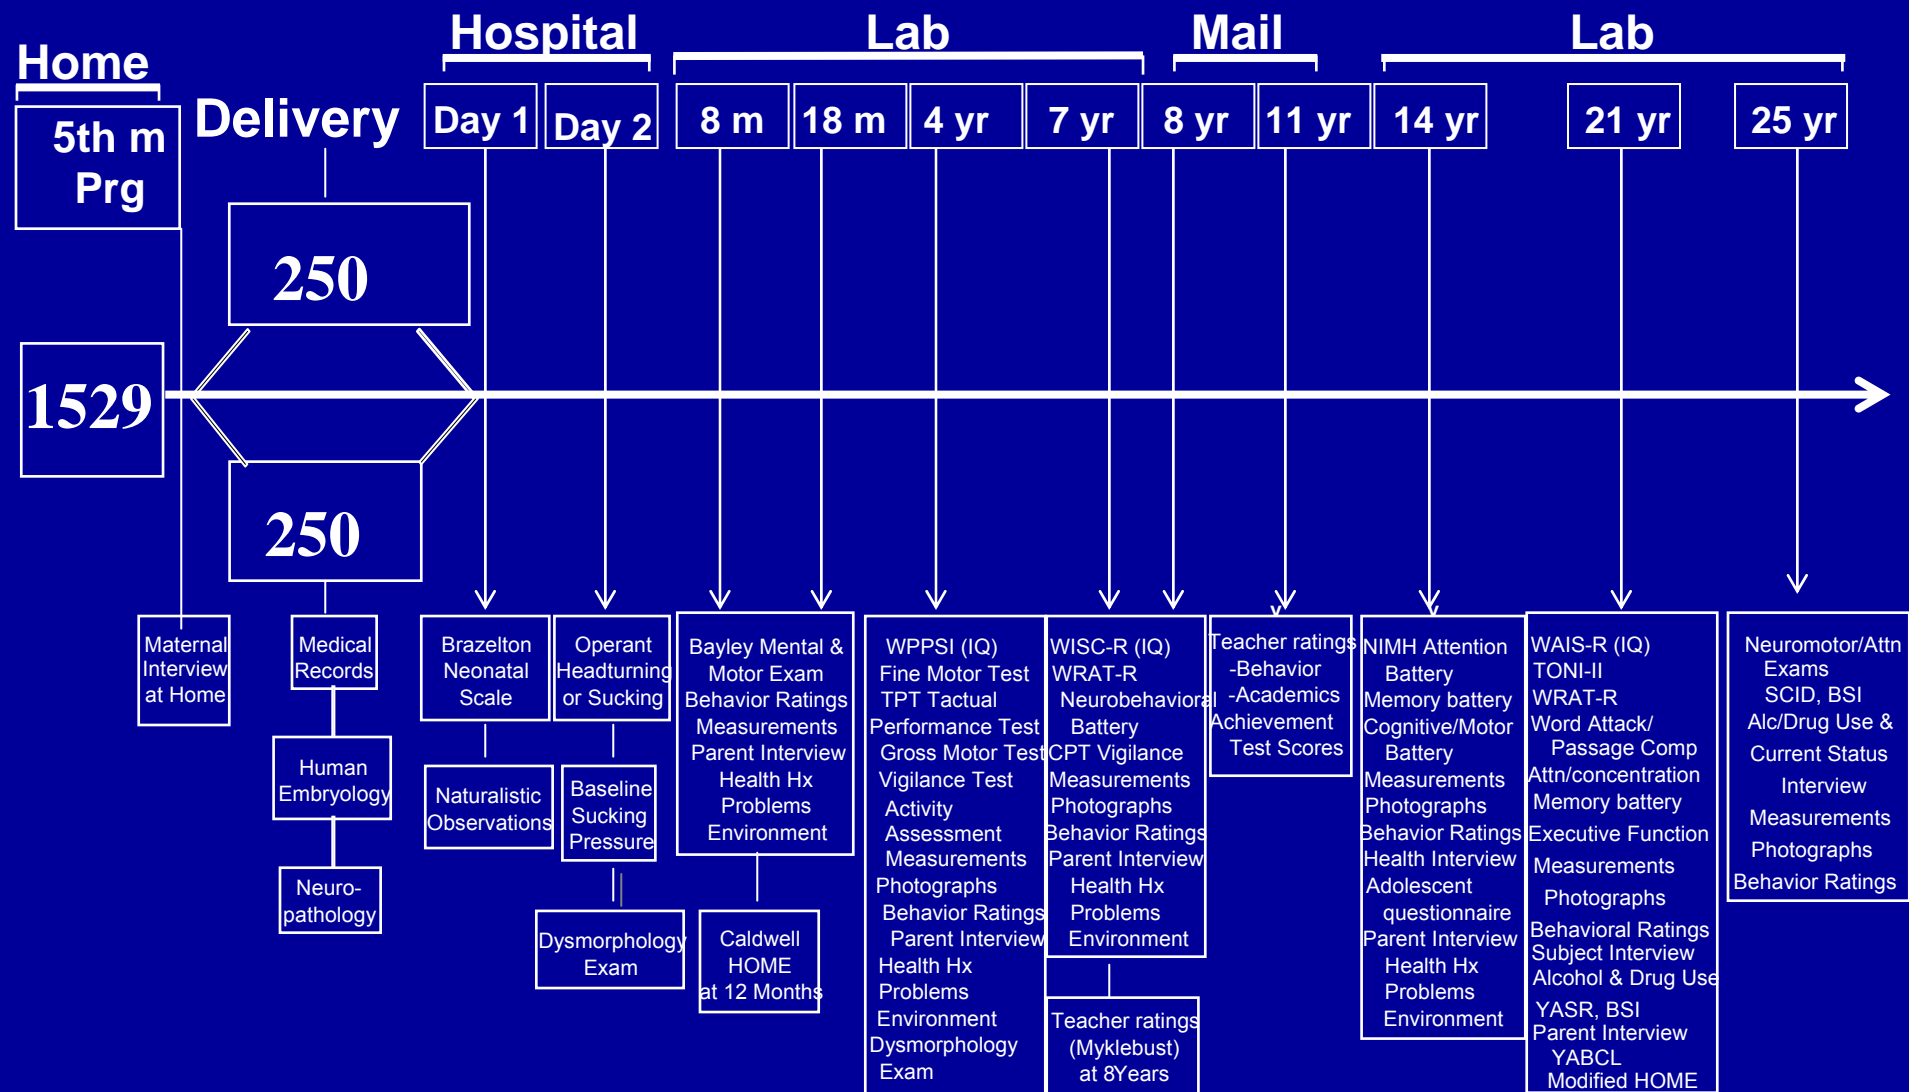 Home
Hospital
Lab
Mail
Lab
5th m
Prg
Delivery
Day 1
Day 2
8 m
18 m
4 yr
7 yr
8 yr
11 yr
14 yr
21 yr
25 yr
250
1529
250
Maternal
Interview
at Home
Medical
Records
Human
Embryology
Neuro-
pathology
Brazelton
Neonatal
Scale
Naturalistic
Observations
Operant
Headturning
or Sucking
Baseline
Sucking
Pressure
Dysmorphology
Exam
Bayley Mental &
Motor Exam
Behavior Ratings
Measurements
Parent Interview
Health Hx
Problems
Environment
Caldwell
HOME
at 12 Months
WPPSI (IQ)
Fine Motor Test
TPT Tactual
Performance Test
Gross Motor Test
Vigilance Test
Activity
Assessment
Measurements
Photographs
Behavior Ratings
Parent Interview
Health Hx
Problems
Environment
Dysmorphology
Exam
WISC-R (IQ)
WRAT-R
Neurobehavioral
Battery
CPT Vigilance
Measurements
Photographs
Behavior Ratings
Parent Interview
Health Hx
Problems
Environment
Teacher ratings
(Myklebust)
at 8Years
Teacher ratings
-Behavior
-Academics
Achievement
Test Scores
NIMH Attention
Battery
Memory battery
Cognitive/Motor
Battery
Measurements
Photographs
Behavior Ratings
Health Interview
Adolescent
questionnaire
Parent Interview
Health Hx
Problems
Environment
WAIS-R (IQ)
TONI-II
WRAT-R
Word Attack/
Passage Comp
Attn/concentration
Memory battery
Executive Function
Measurements
Photographs
Behavioral Ratings
Subject Interview
Alcohol & Drug Use
YASR, BSI
Parent Interview
YABCL
Modified HOME
Neuromotor/Attn
Exams
SCID, BSI
Alc/Drug Use &
Current Status
Interview
Measurements
Photographs
Behavior Ratings